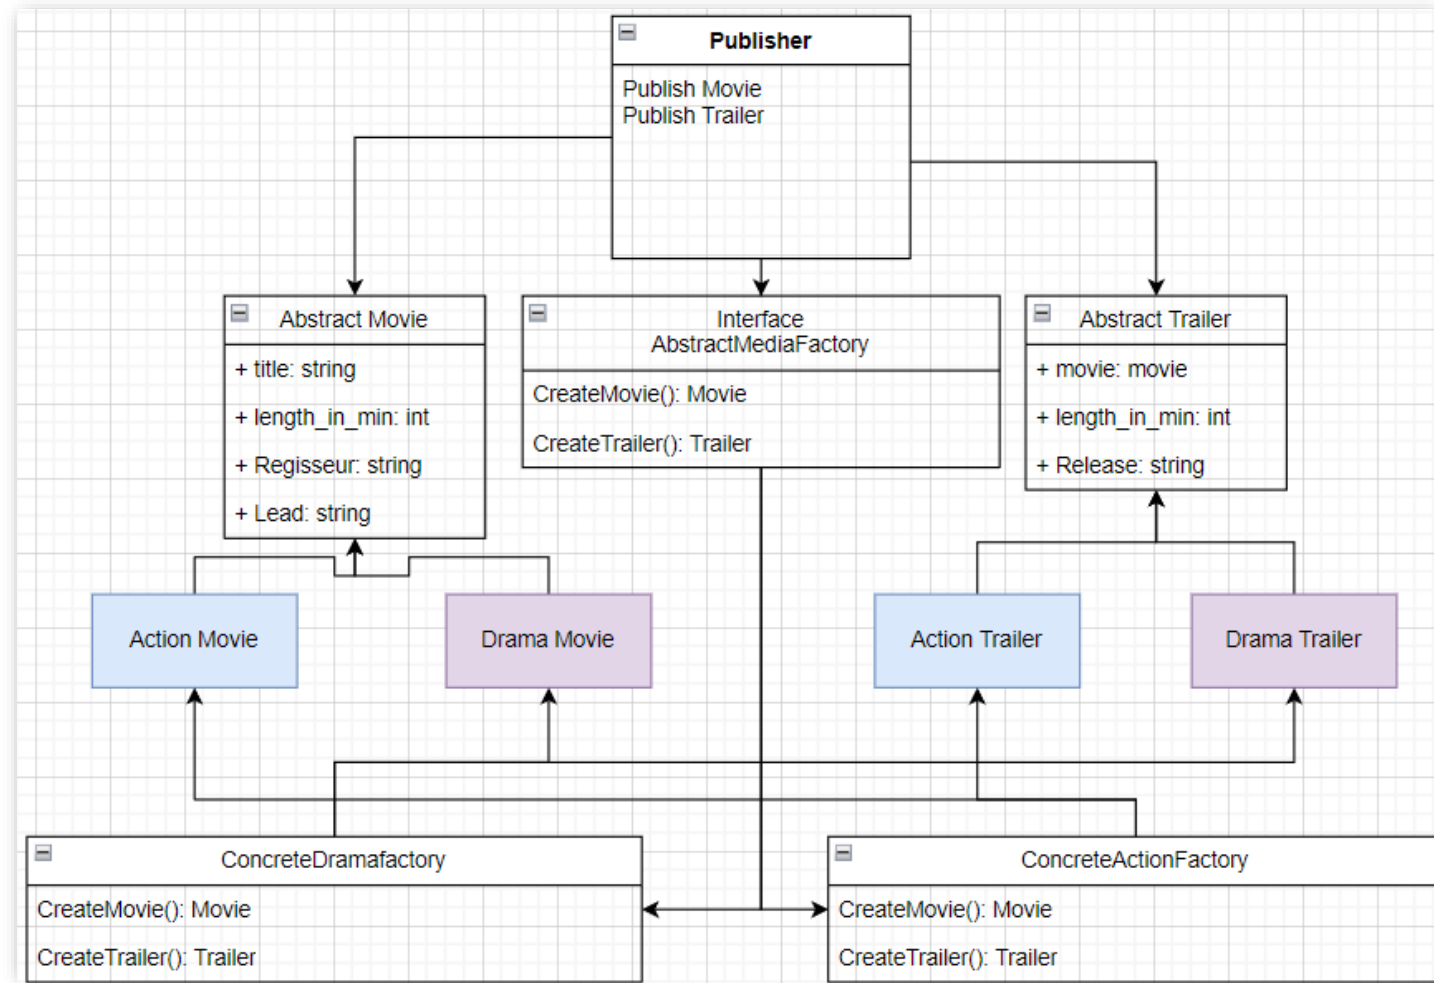 Publisher
Publish Movie
Publish Trailer
Abstract Movie
+ title: string
+ length_in_min: int
+ Regisseur: string
+ Lead: string
Interface
AbstractMediaFactory
CreateMovie(): Movie
CreateTrailer(): Trailer
Abstract Trailer
+ movie: movie
+ length_in_min: int
+ Release: string
Action Movie
Drama Movie
Action Trailer
Drama Trailer
ConcreteDramafactory
CreateMovie(): Movie
CreateTrailer(): Trailer
ConcreteActionFactory
CreateMovie(): Movie
CreateTrailer(): Trailer